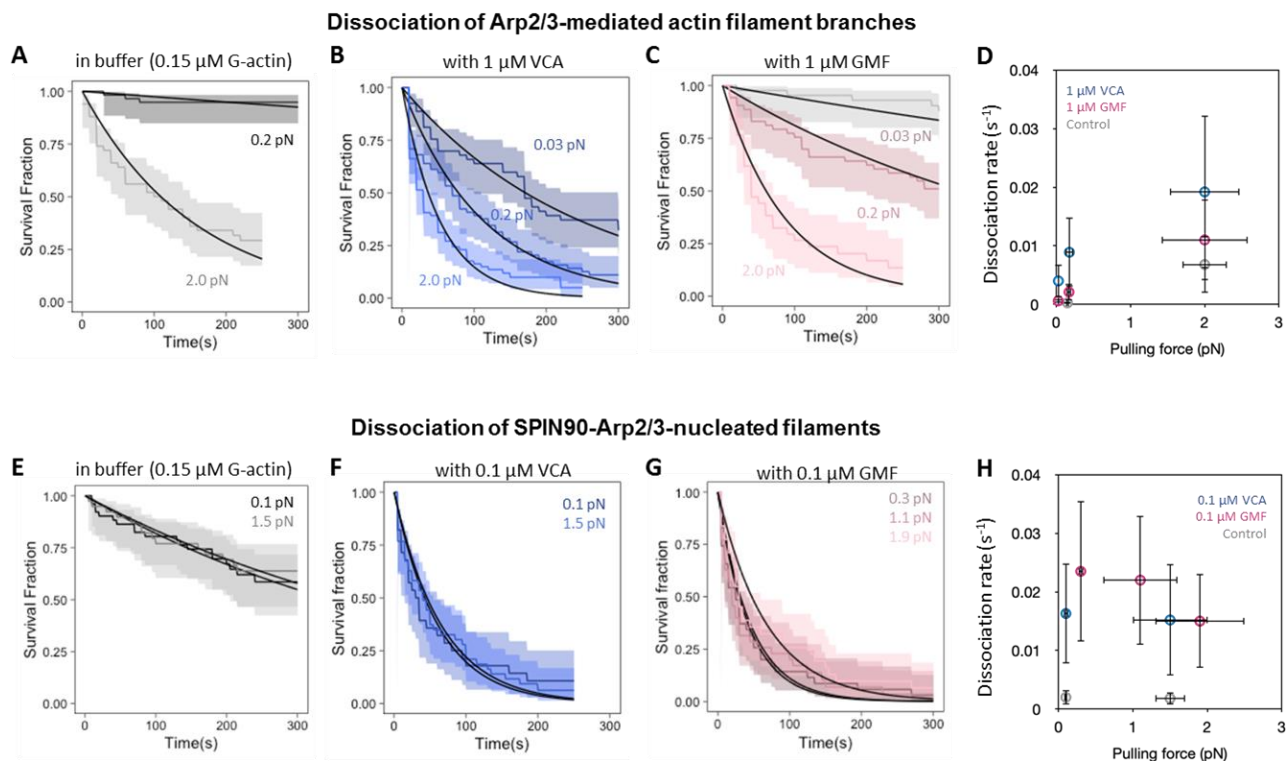 Dissociation of Arp2/3-mediated actin filament branches
A
in buffer (0.15 µM G-actin)
Survival Fraction
1.00
0.75
0.50
0.25
0.00
0.2 pN
2.0 pN
0
100
200
300
Time(s)
B
with 1 µM VCA
Survival Fraction
1.00
0.75
0.50
0.25
0.00
0.03 pN
0.2 pN
2.0 pN
0
100
200
300
Time(s)
C
with 1 µM GMF
Survival Fraction
1.00
0.75
0.50
0.25
0.00
0.03 pN
0.2 pN
2.0 pN
0
100
200
300
Time(s)
D
Dissociation rate (s⁻¹)
0.04
0.03
0.02
0.01
0
1 µM VCA
1 µM GMF
Control
0
1
2
3
Pulling force (pN)
Dissociation of SPIN90-Arp2/3-nucleated filaments
E
in buffer (0.15 µM G-actin)
Survival Fraction
1.00
0.75
0.50
0.25
0.00
0.1 pN
1.5 pN
0
100
200
300
Time(s)
F
with 0.1 µM VCA
Survival fraction
1.00
0.75
0.50
0.25
0.00
0.1 pN
1.5 pN
0
100
200
300
Time(s)
G
with 0.1 µM GMF
Survival fraction
1.00
0.75
0.50
0.25
0.00
0.3 pN
1.1 pN
1.9 pN
0
100
200
300
Time(s)
H
Dissociation rate (s⁻¹)
0.04
0.03
0.02
0.01
0
0.1 µM VCA
0.1 µM GMF
Control
0
1
2
3
Pulling force (pN)